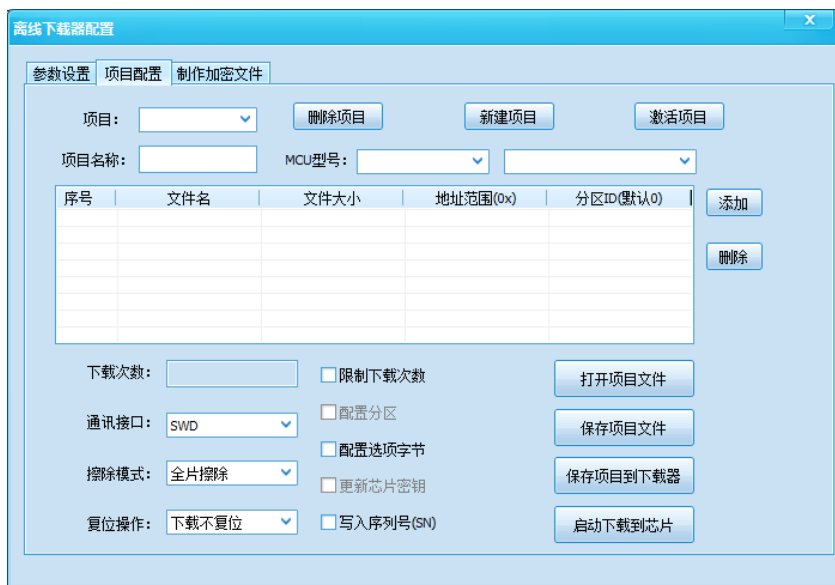 离线下载器配置
x
参数设置 项目配置 制作加密文件
项目： 删除项目 新建项目 激活项目
项目名称： MCU型号：
序号 文件名 文件大小 地址范围(0x) 分区ID(默认0)
添加
删除
下载次数： 限制下载次数 打开项目文件
配置分区
通讯接口： SWD 保存项目文件
配置选项字节
擦除模式： 全片擦除 保存项目到下载器
更新芯片密钥
复位操作： 下载不复位 写入序列号(SN) 启动下载到芯片